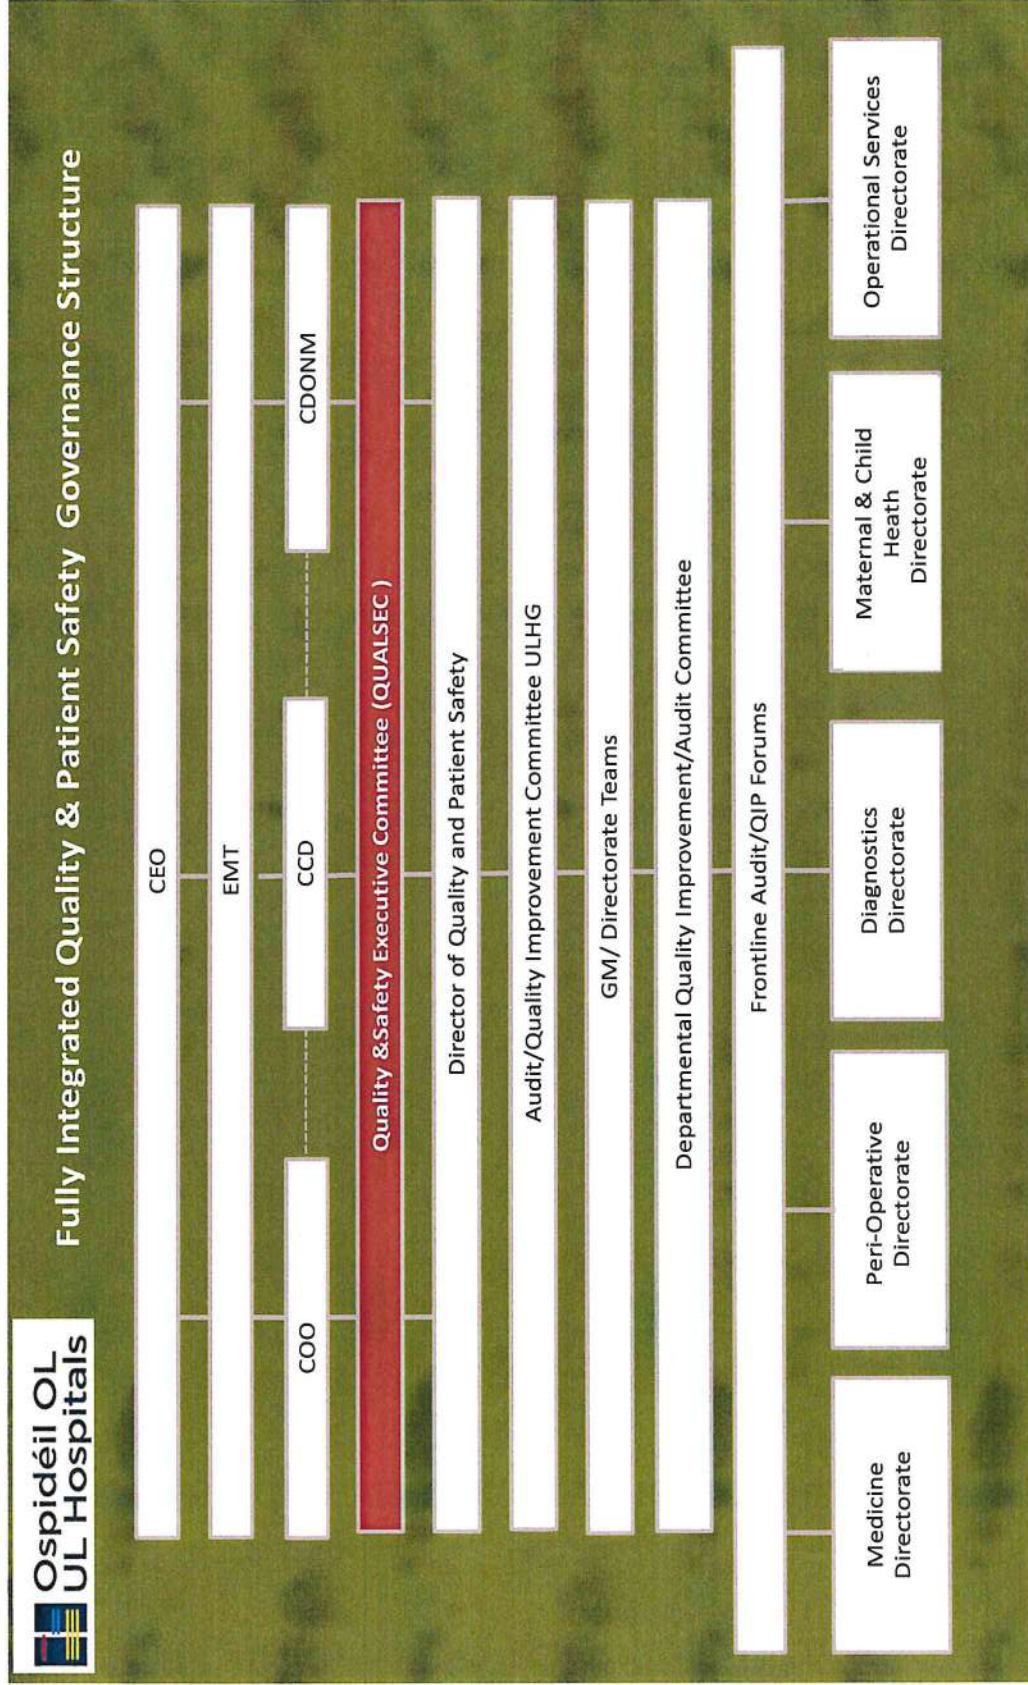 Ospidéil OL
UL Hospitals
Fully Integrated Quality & Patient Safety Governance Structure
CEO
EMT
COO
CCD
CDONM
Quality &Safety Executive Committee (QUALSEC )
Director of Quality and Patient Safety
Audit/Quality Improvement Committee ULHG
GM/ Directorate Teams
Departmental Quality Improvement/Audit Committee
Frontline Audit/QIP Forums
Medicine
Directorate
Peri-Operative
Directorate
Diagnostics
Directorate
Maternal & Child
Heath
Directorate
Operational Services
Directorate